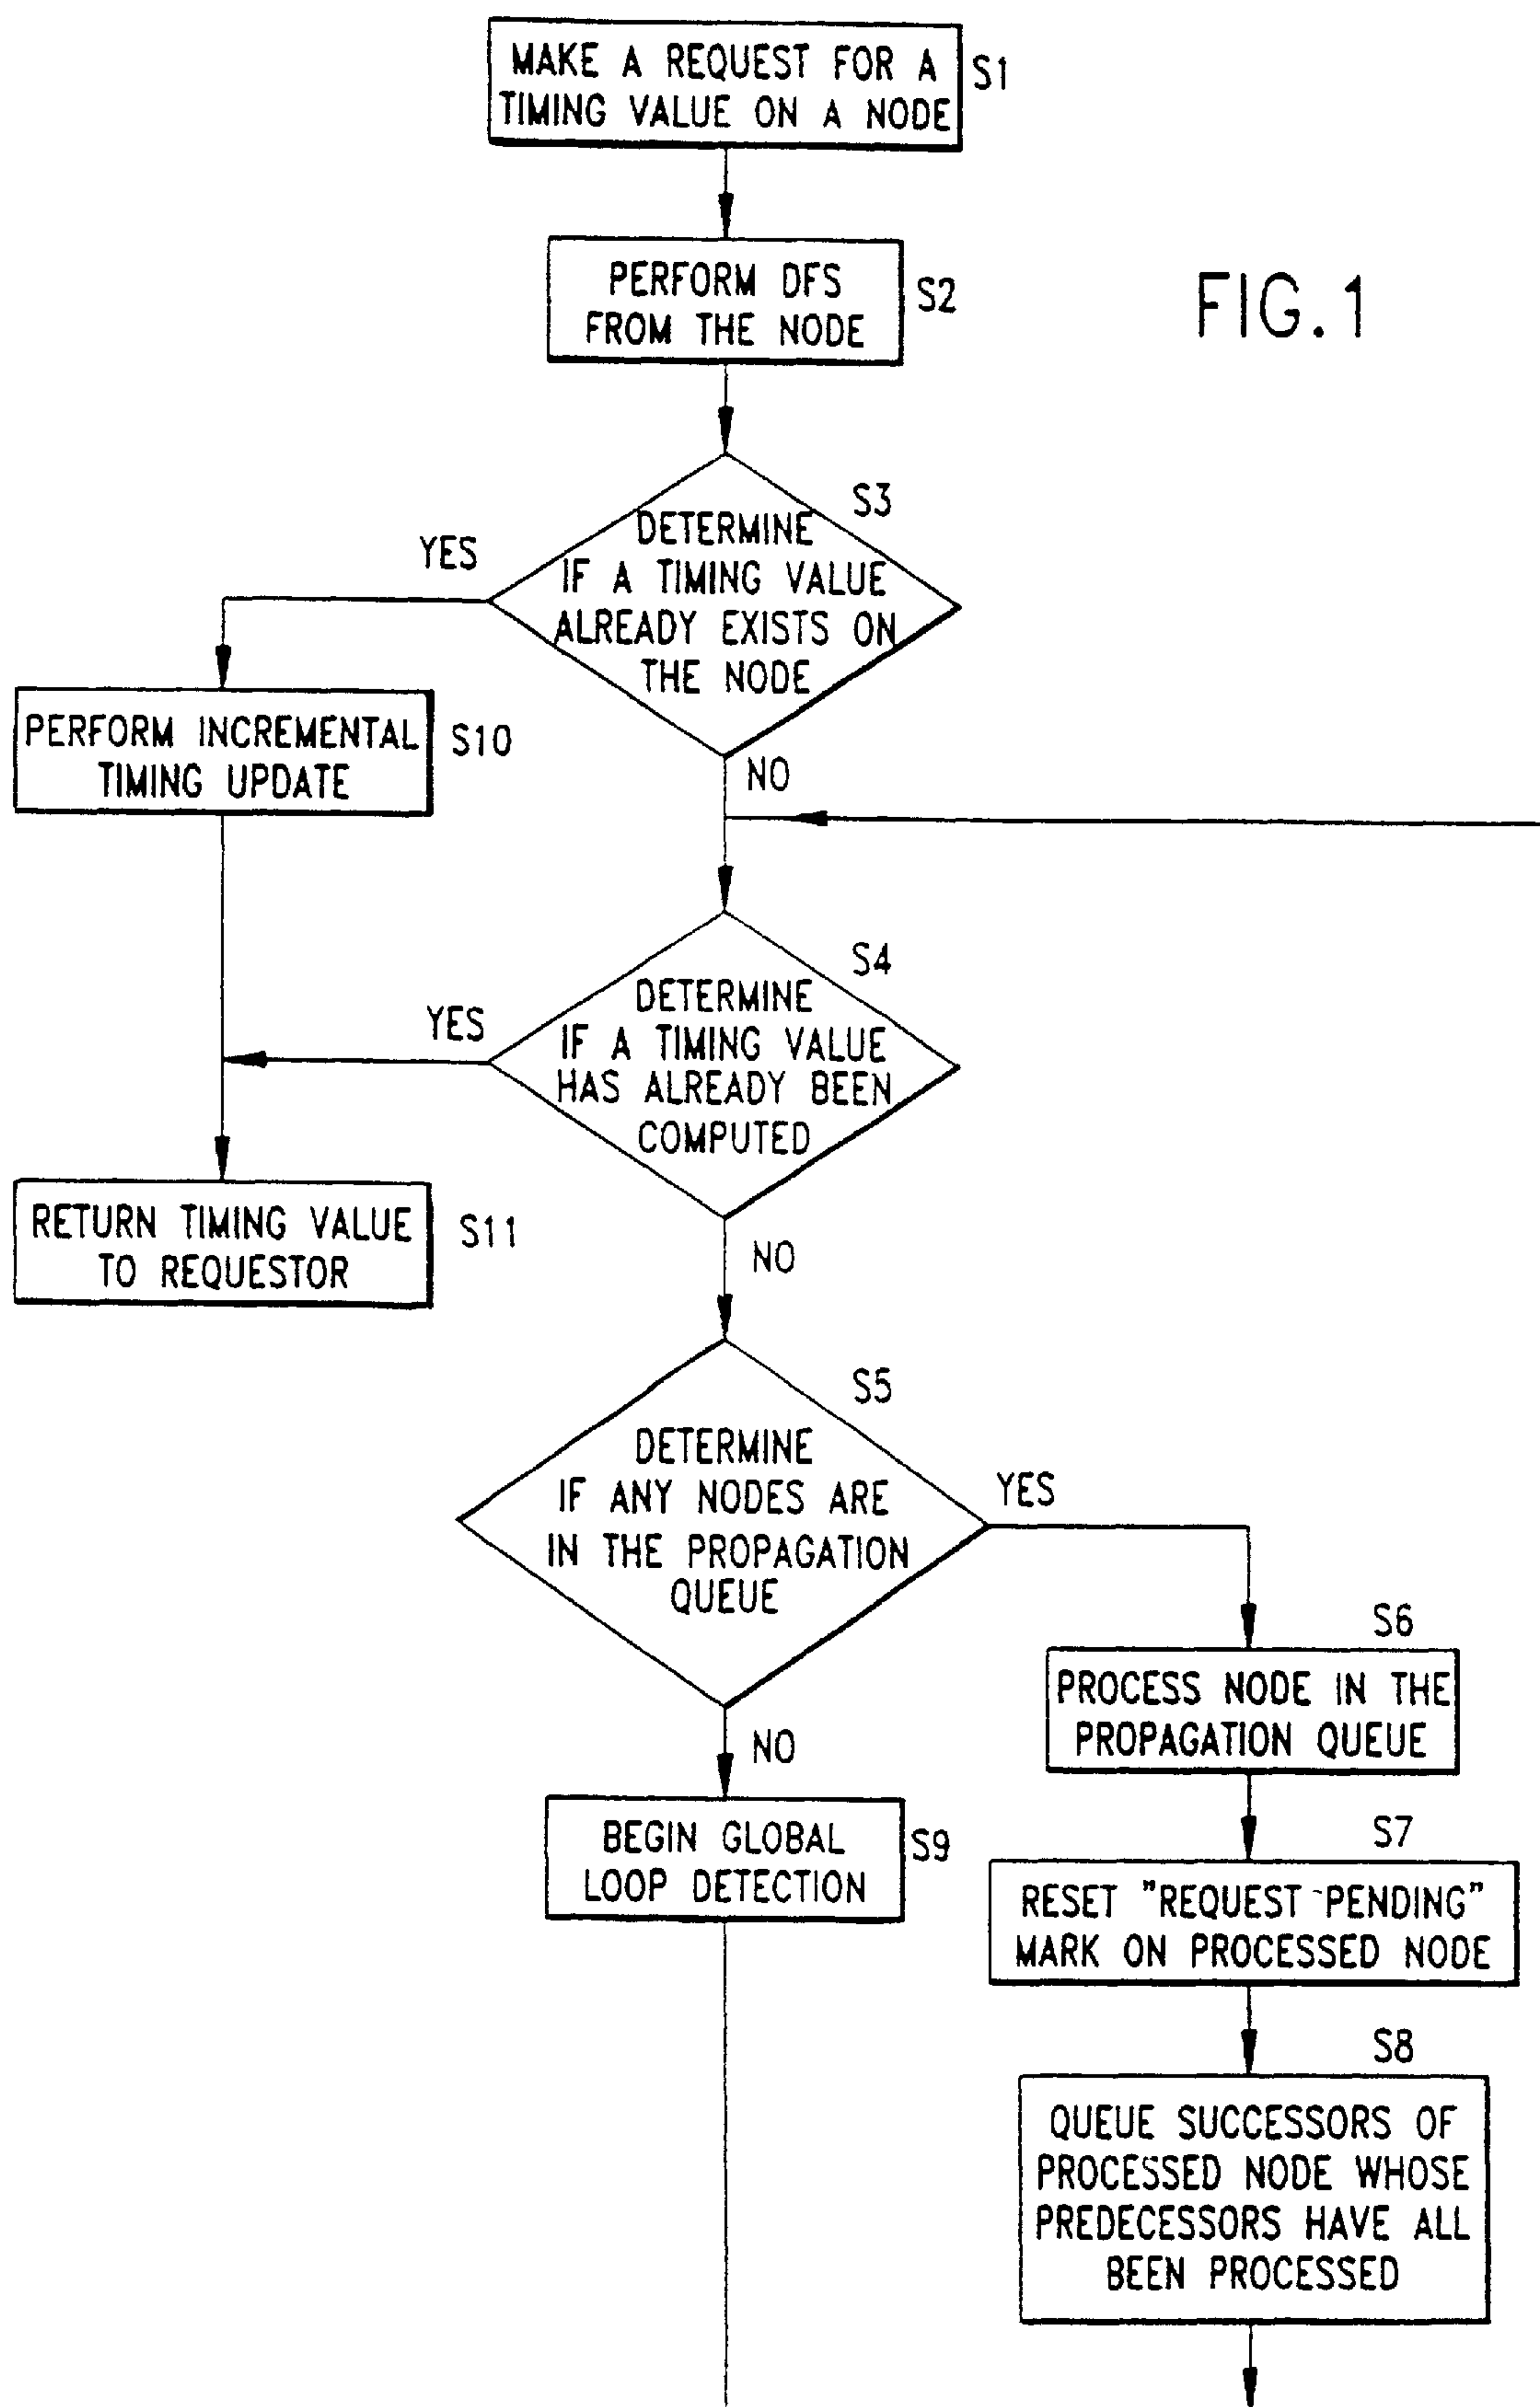 MAKE A REQUEST FOR A
TIMING VALUE ON A NODE
S1
PERFORM DFS
FROM THE NODE
S2
FIG.1
S3
DETERMINE
IF A TIMING VALUE
ALREADY EXISTS ON
THE NODE
YES
NO
PERFORM INCREMENTAL
TIMING UPDATE
S10
S4
DETERMINE
IF A TIMING VALUE
HAS ALREADY BEEN
COMPUTED
YES
NO
RETURN TIMING VALUE
TO REQUESTOR
S11
S5
DETERMINE
IF ANY NODES ARE
IN THE PROPAGATION
QUEUE
YES
NO
S6
PROCESS NODE IN THE
PROPAGATION QUEUE
BEGIN GLOBAL
LOOP DETECTION
S9
S7
RESET "REQUEST-PENDING"
MARK ON PROCESSED NODE
S8
QUEUE SUCCESSORS OF
PROCESSED NODE WHOSE
PREDECESSORS HAVE ALL
BEEN PROCESSED